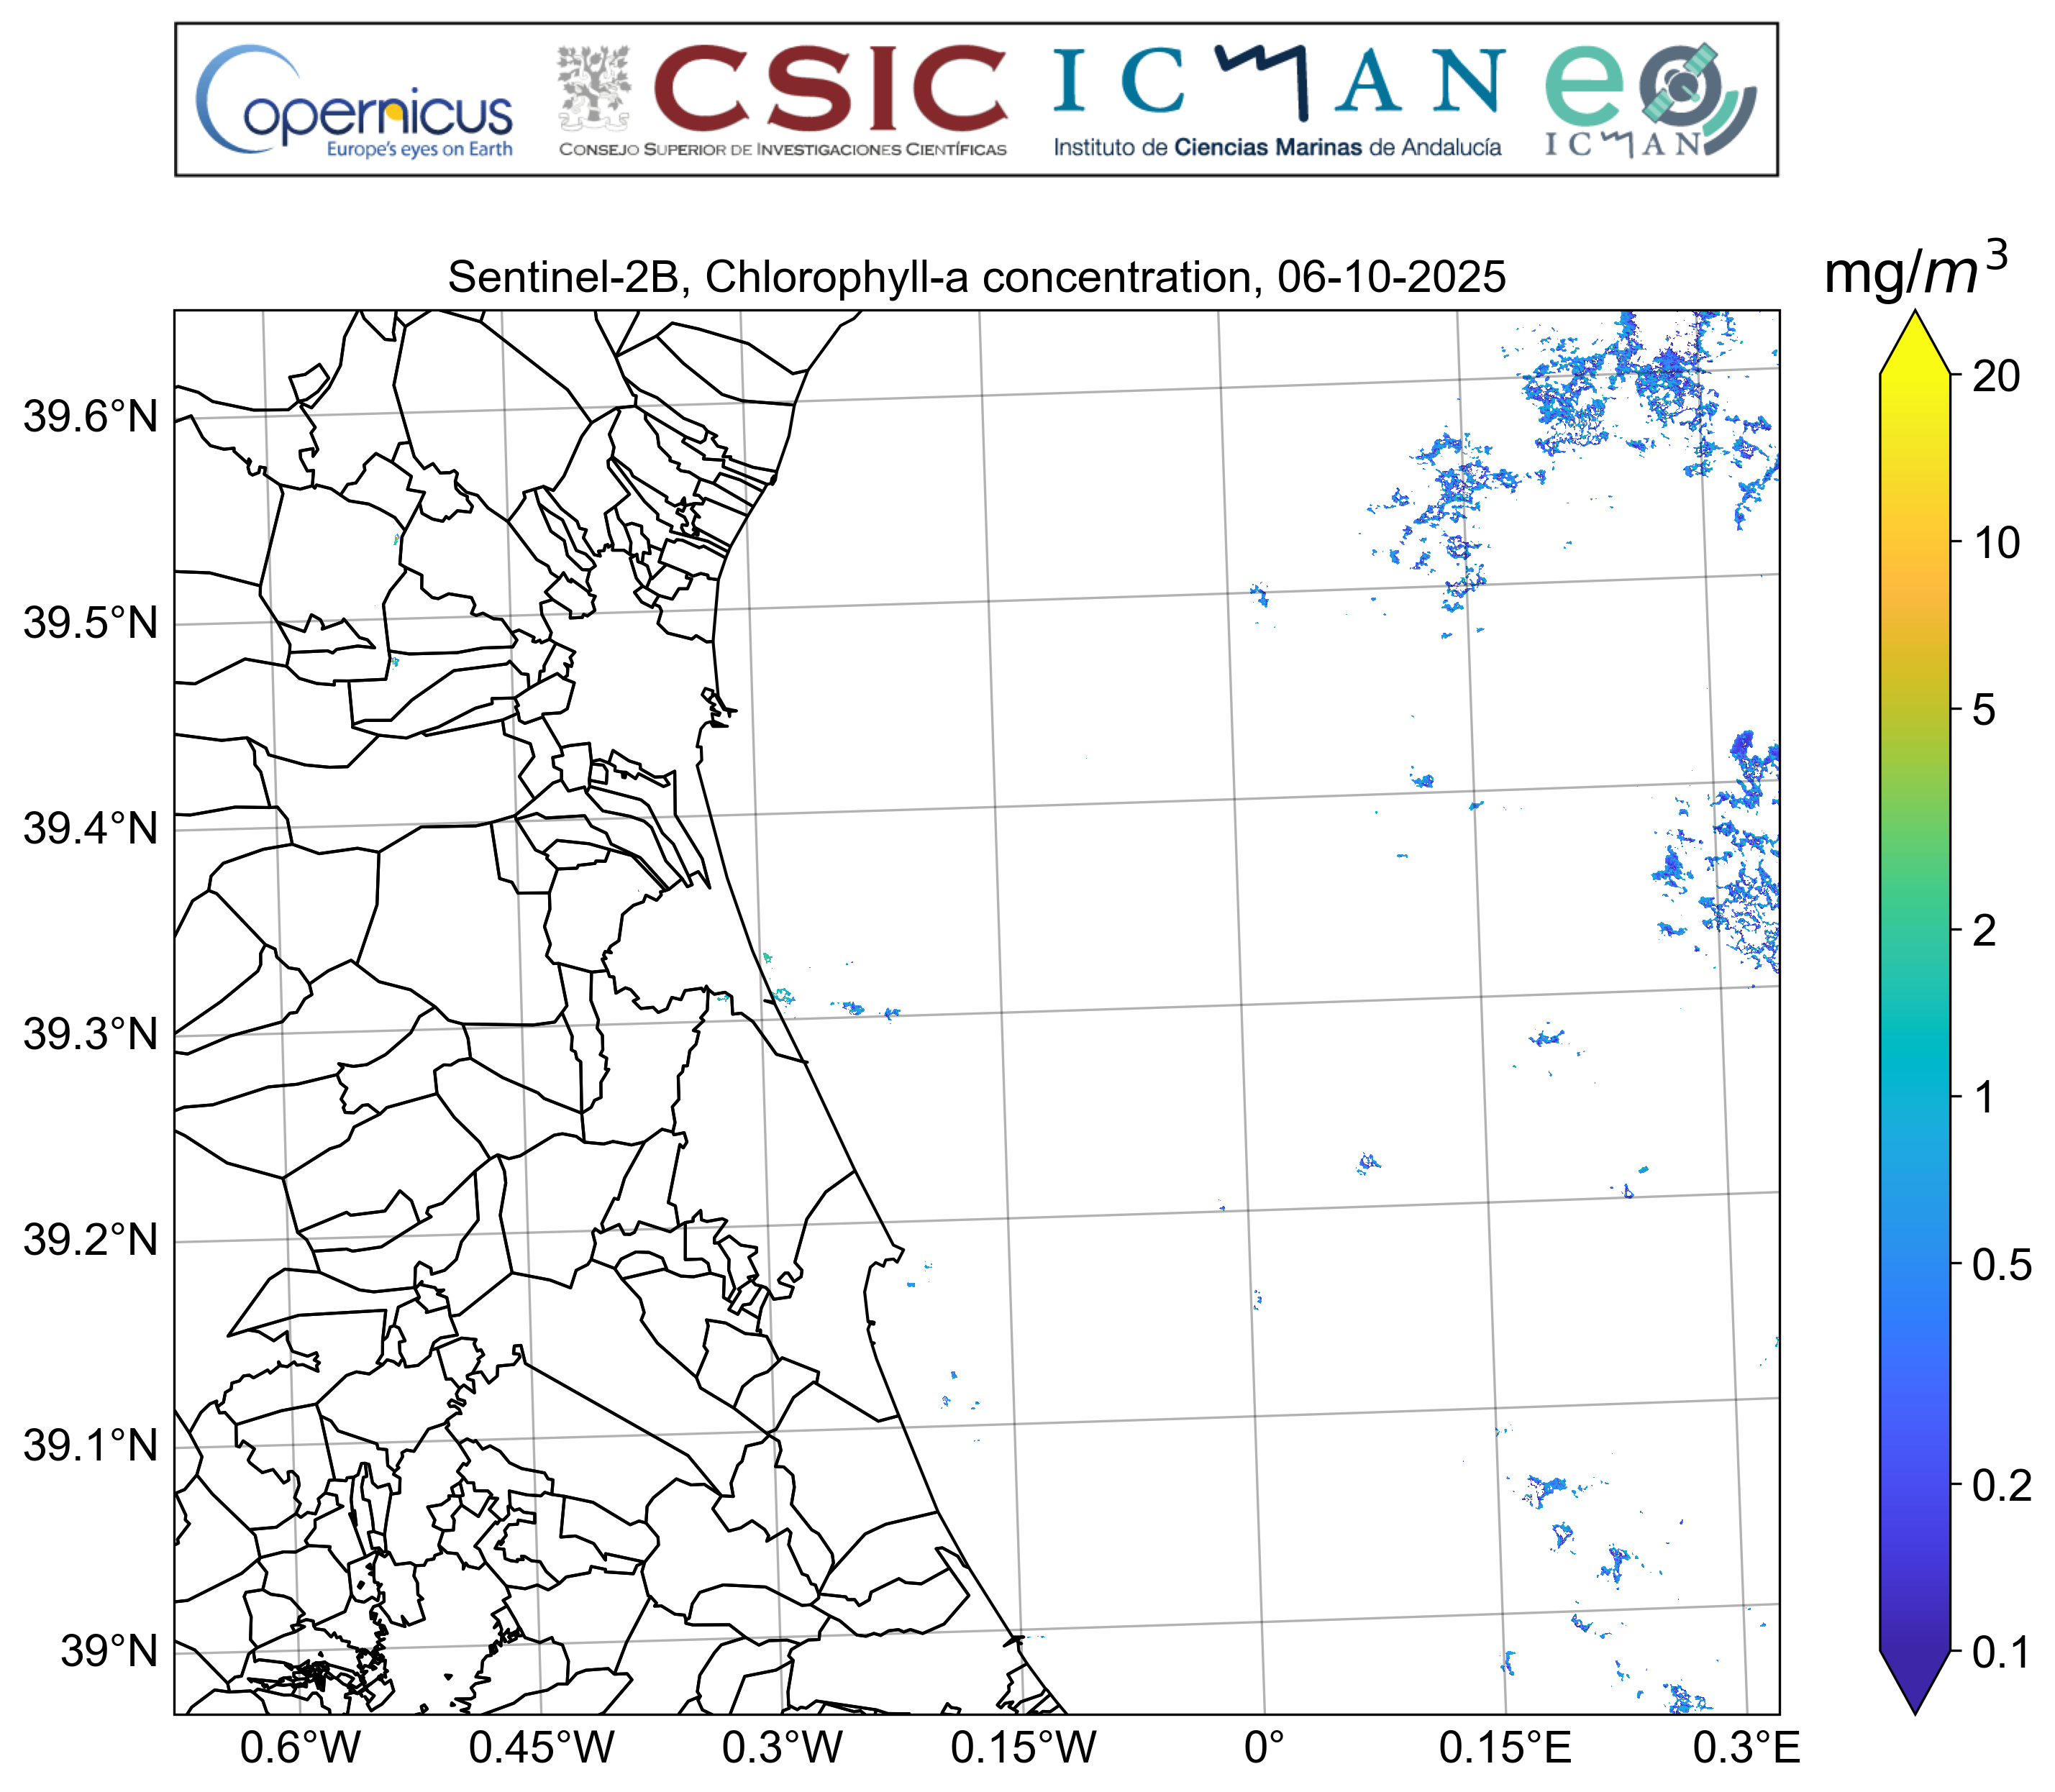 Copernicus
Europe's eyes on Earth
CSIC
CONSEJO SUPERIOR DE INVESTIGACIONES CIENTÍFICAS
ICMAN
Instituto de Ciencias Marinas de Andalucía
eo
ICMAN
Sentinel-2B, Chlorophyll-a concentration, 06-10-2025
mg/m³
39.6°N
39.5°N
39.4°N
39.3°N
39.2°N
39.1°N
39°N
0.6°W
0.45°W
0.3°W
0.15°W
0°
0.15°E
0.3°E
20
10
5
2
1
0.5
0.2
0.1